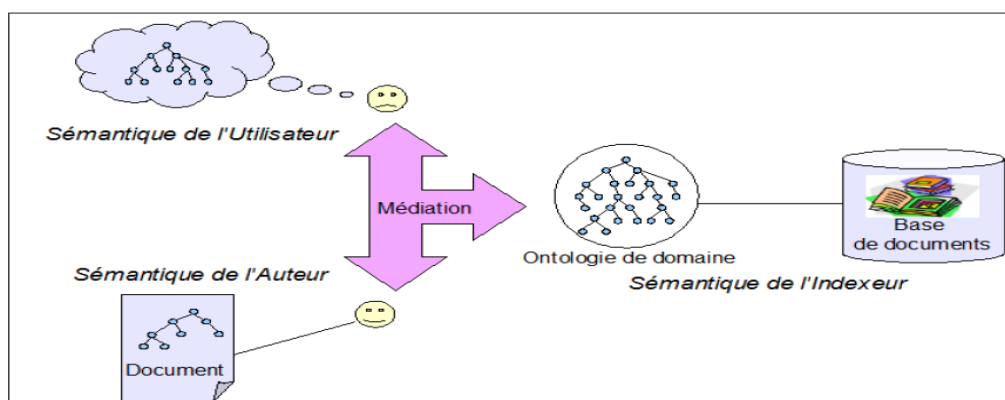 Sémantique de l'Utilisateur
Médiation
Sémantique de l'Auteur
Document
Ontologie de domaine
Sémantique de l'Indexeur
Base
de documents